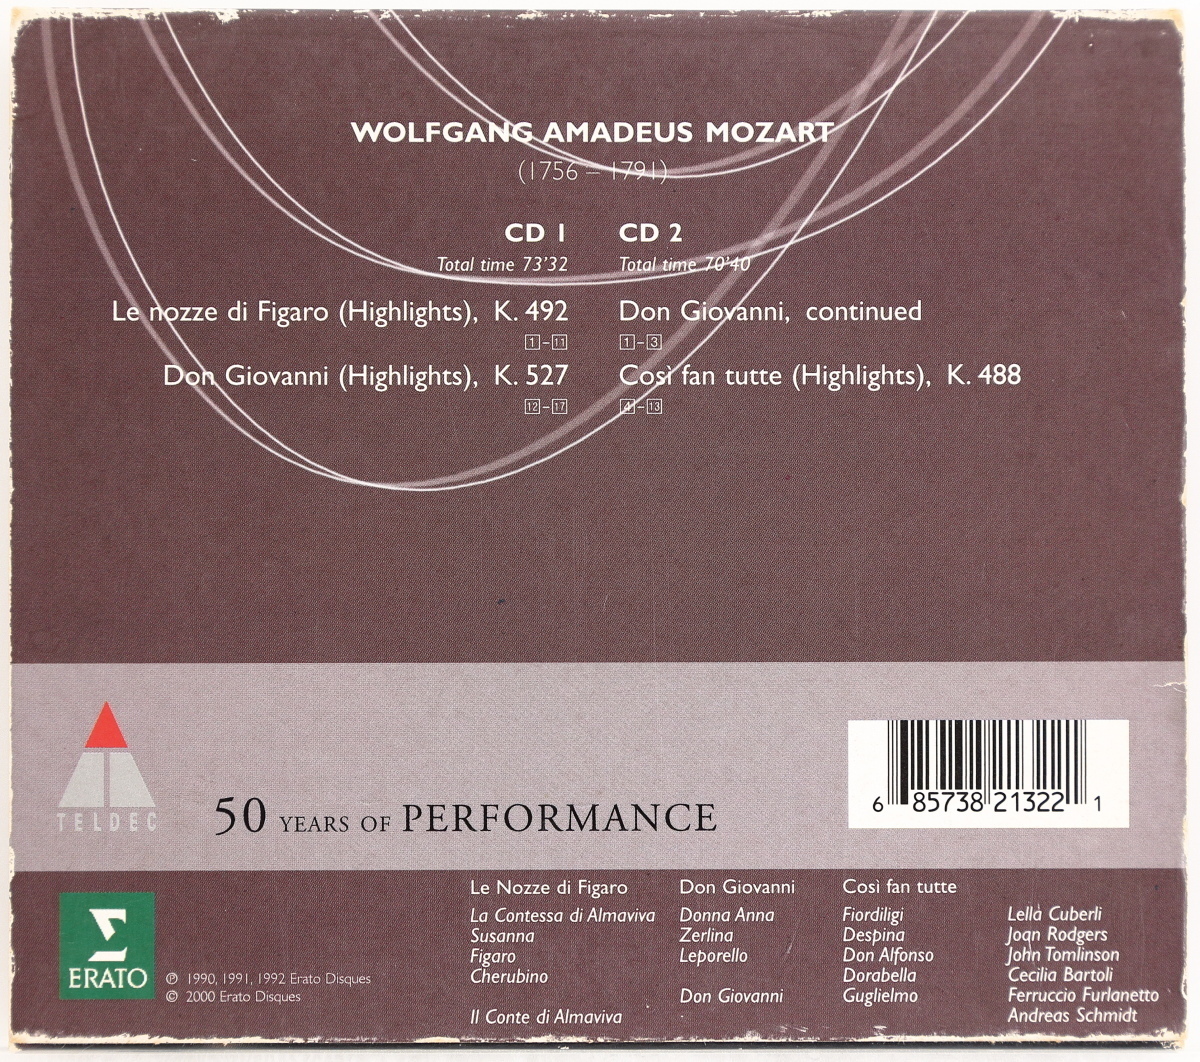 WOLFGANG AMADEUS MOZART
(1756 – 1791)
CD 1
Total time 73'32
Le nozze di Figaro (Highlights), K. 492
1 – 11
Don Giovanni (Highlights), K. 527
12 – 17
CD 2
Total time 70'40
Don Giovanni, continued
1 – 3
Così fan tutte (Highlights), K. 488
4 – 13
TELDEC
50 YEARS OF PERFORMANCE
6 85738 21322 1
ERATO
℗ 1990, 1991, 1992 Erato Disques
© 2000 Erato Disques
Le Nozze di Figaro Don Giovanni Così fan tutte
La Contessa di Almaviva Donna Anna Fiordiligi Lella Cuberli
Susanna Zerlina Despina Joan Rodgers
Figaro Leporello Don Alfonso John Tomlinson
Cherubino Dorabella Cecilia Bartoli
Don Giovanni Guglielmo Ferruccio Furlanetto
Il Conte di Almaviva Andreas Schmidt